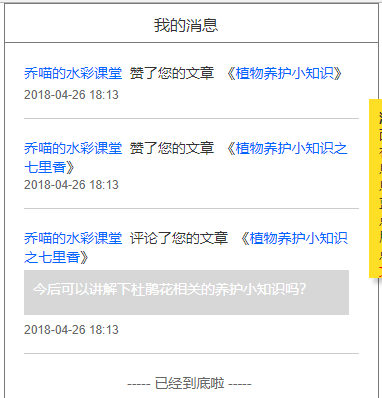 我的消息
乔喵的水彩课堂 赞了您的文章 《植物养护小知识》
2018-04-26 18:13
乔喵的水彩课堂 赞了您的文章 《植物养护小知识之
七里香》
2018-04-26 18:13
乔喵的水彩课堂 评论了您的文章 《植物养护小知识
之七里香》
今后可以讲解下杜鹃花相关的养护小知识吗？
2018-04-26 18:13
----- 已经到底啦 -----